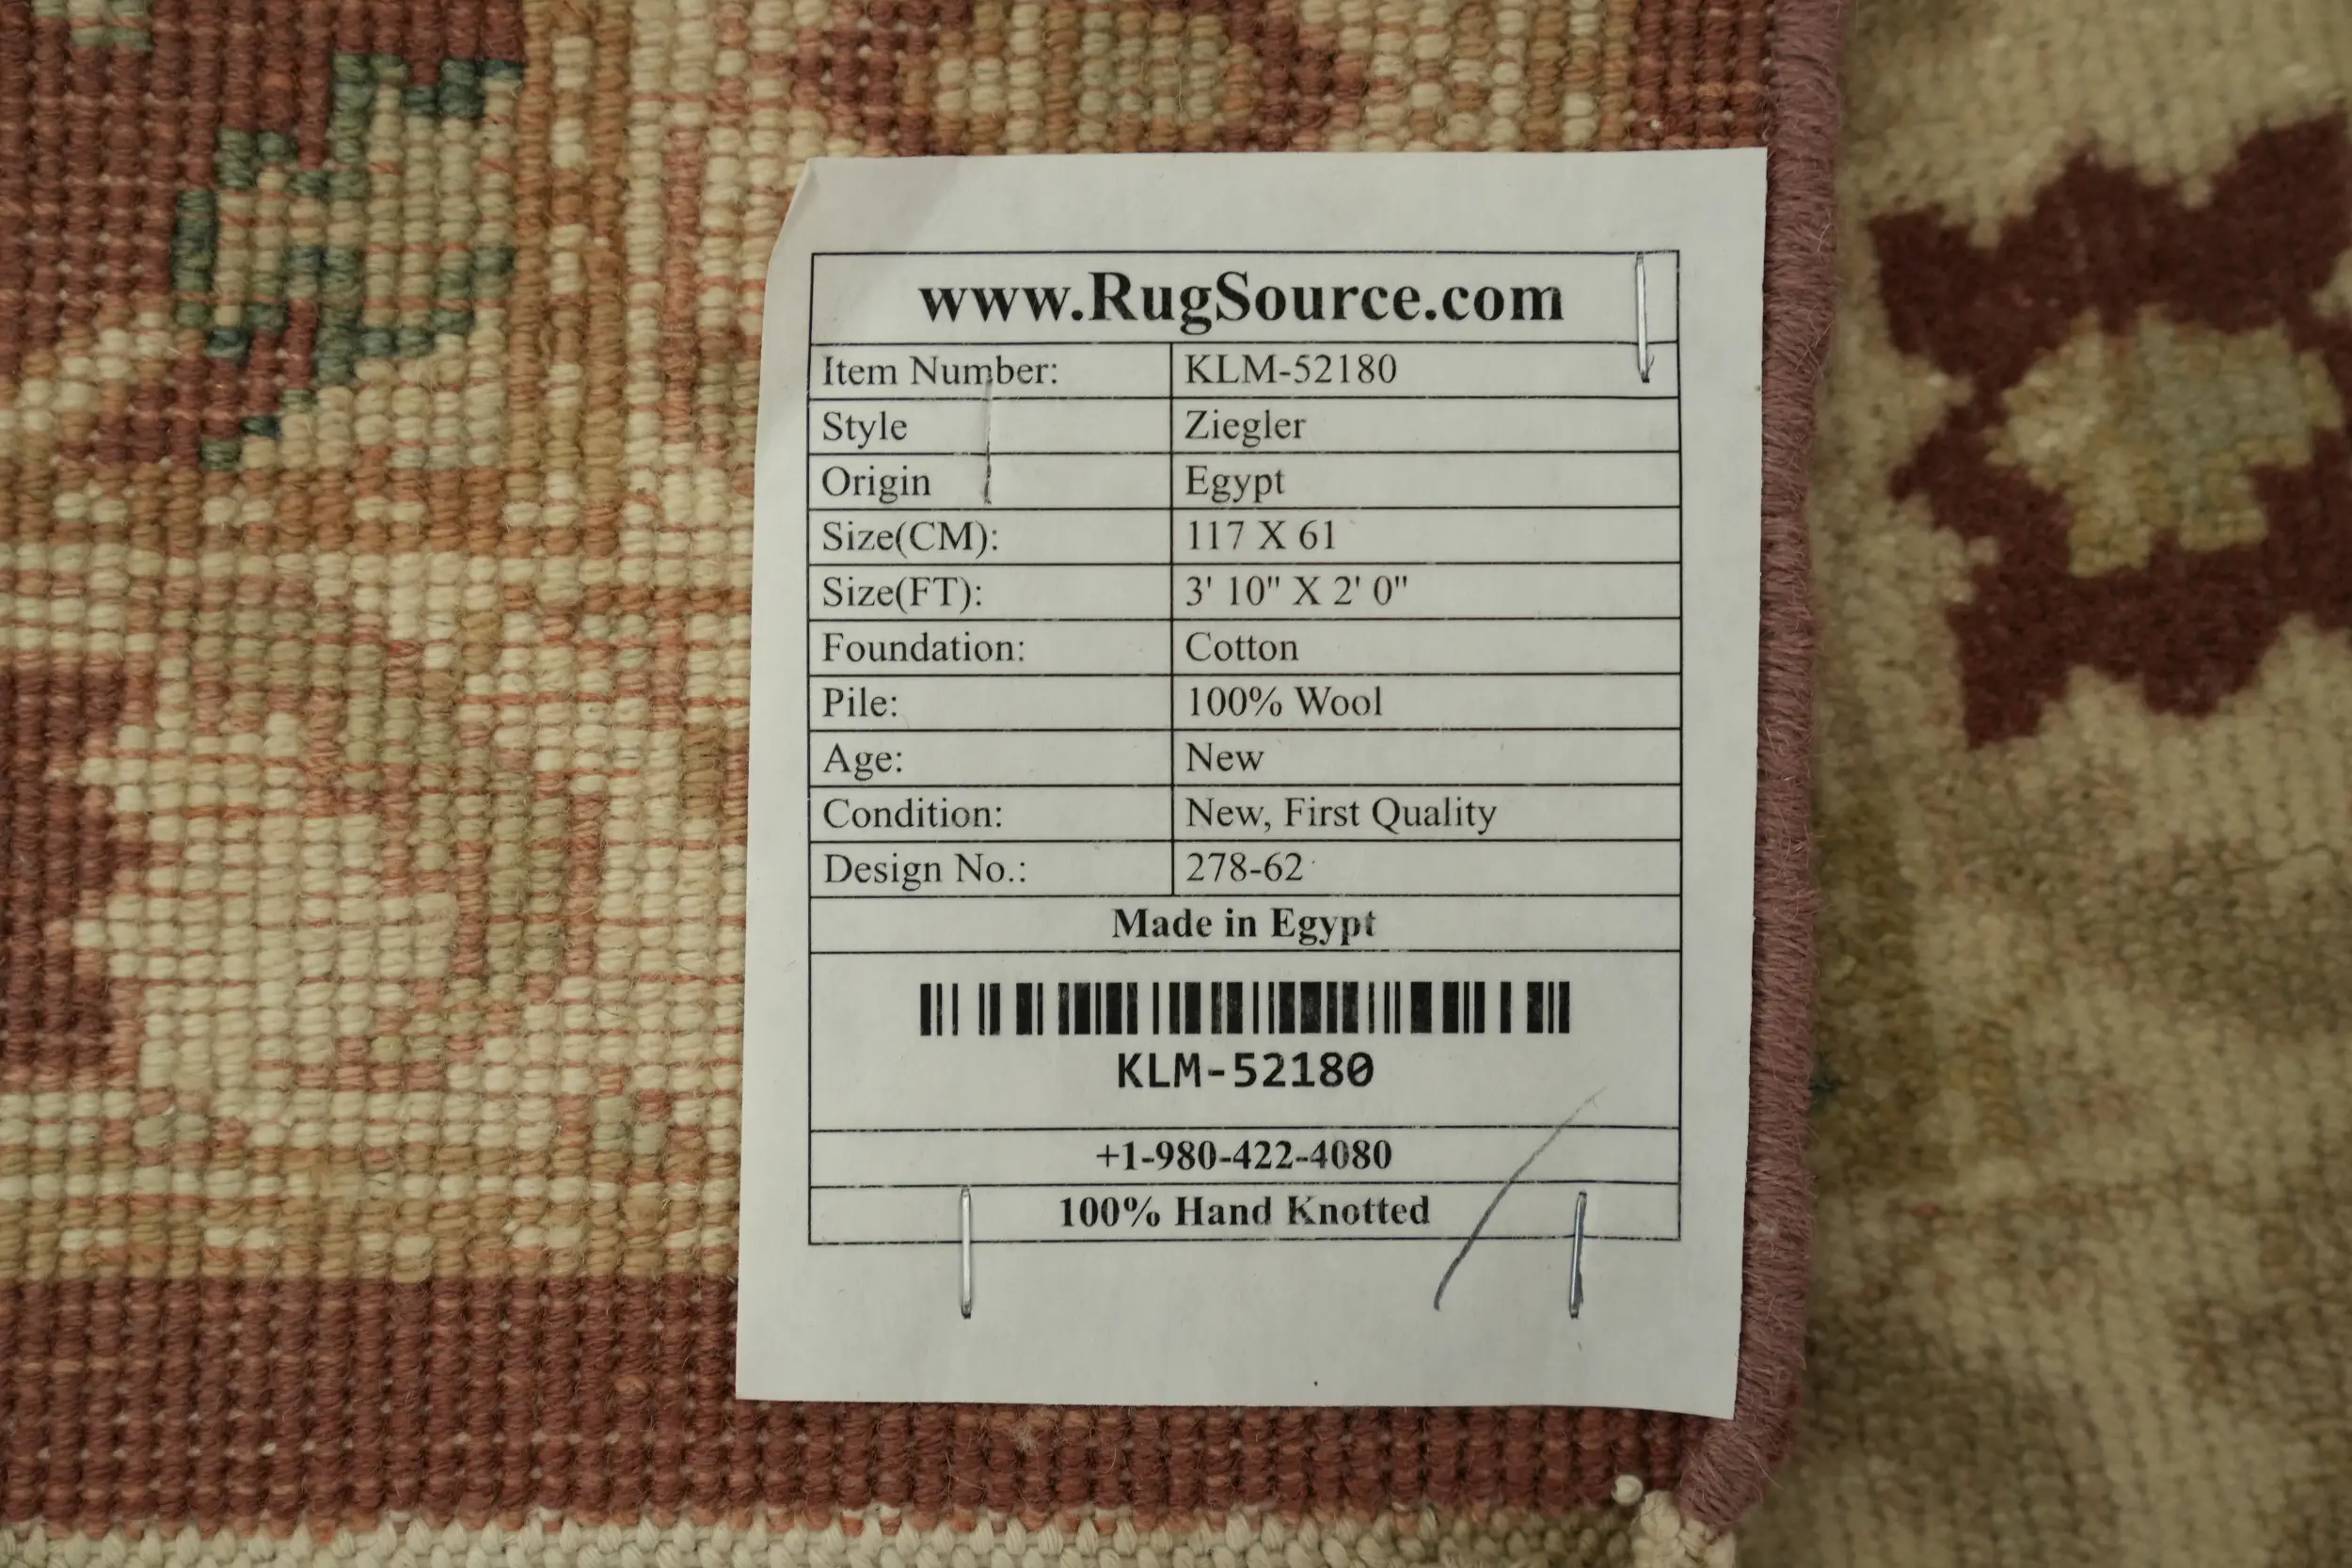 www.RugSource.com
Item Number: KLM-52180
Style Ziegler
Origin Egypt
Size(CM): 117 X 61
Size(FT): 3' 10" X 2' 0"
Foundation: Cotton
Pile: 100% Wool
Age: New
Condition: New, First Quality
Design No.: 278-62
Made in Egypt
KLM-52180
+1-980-422-4080
100% Hand Knotted